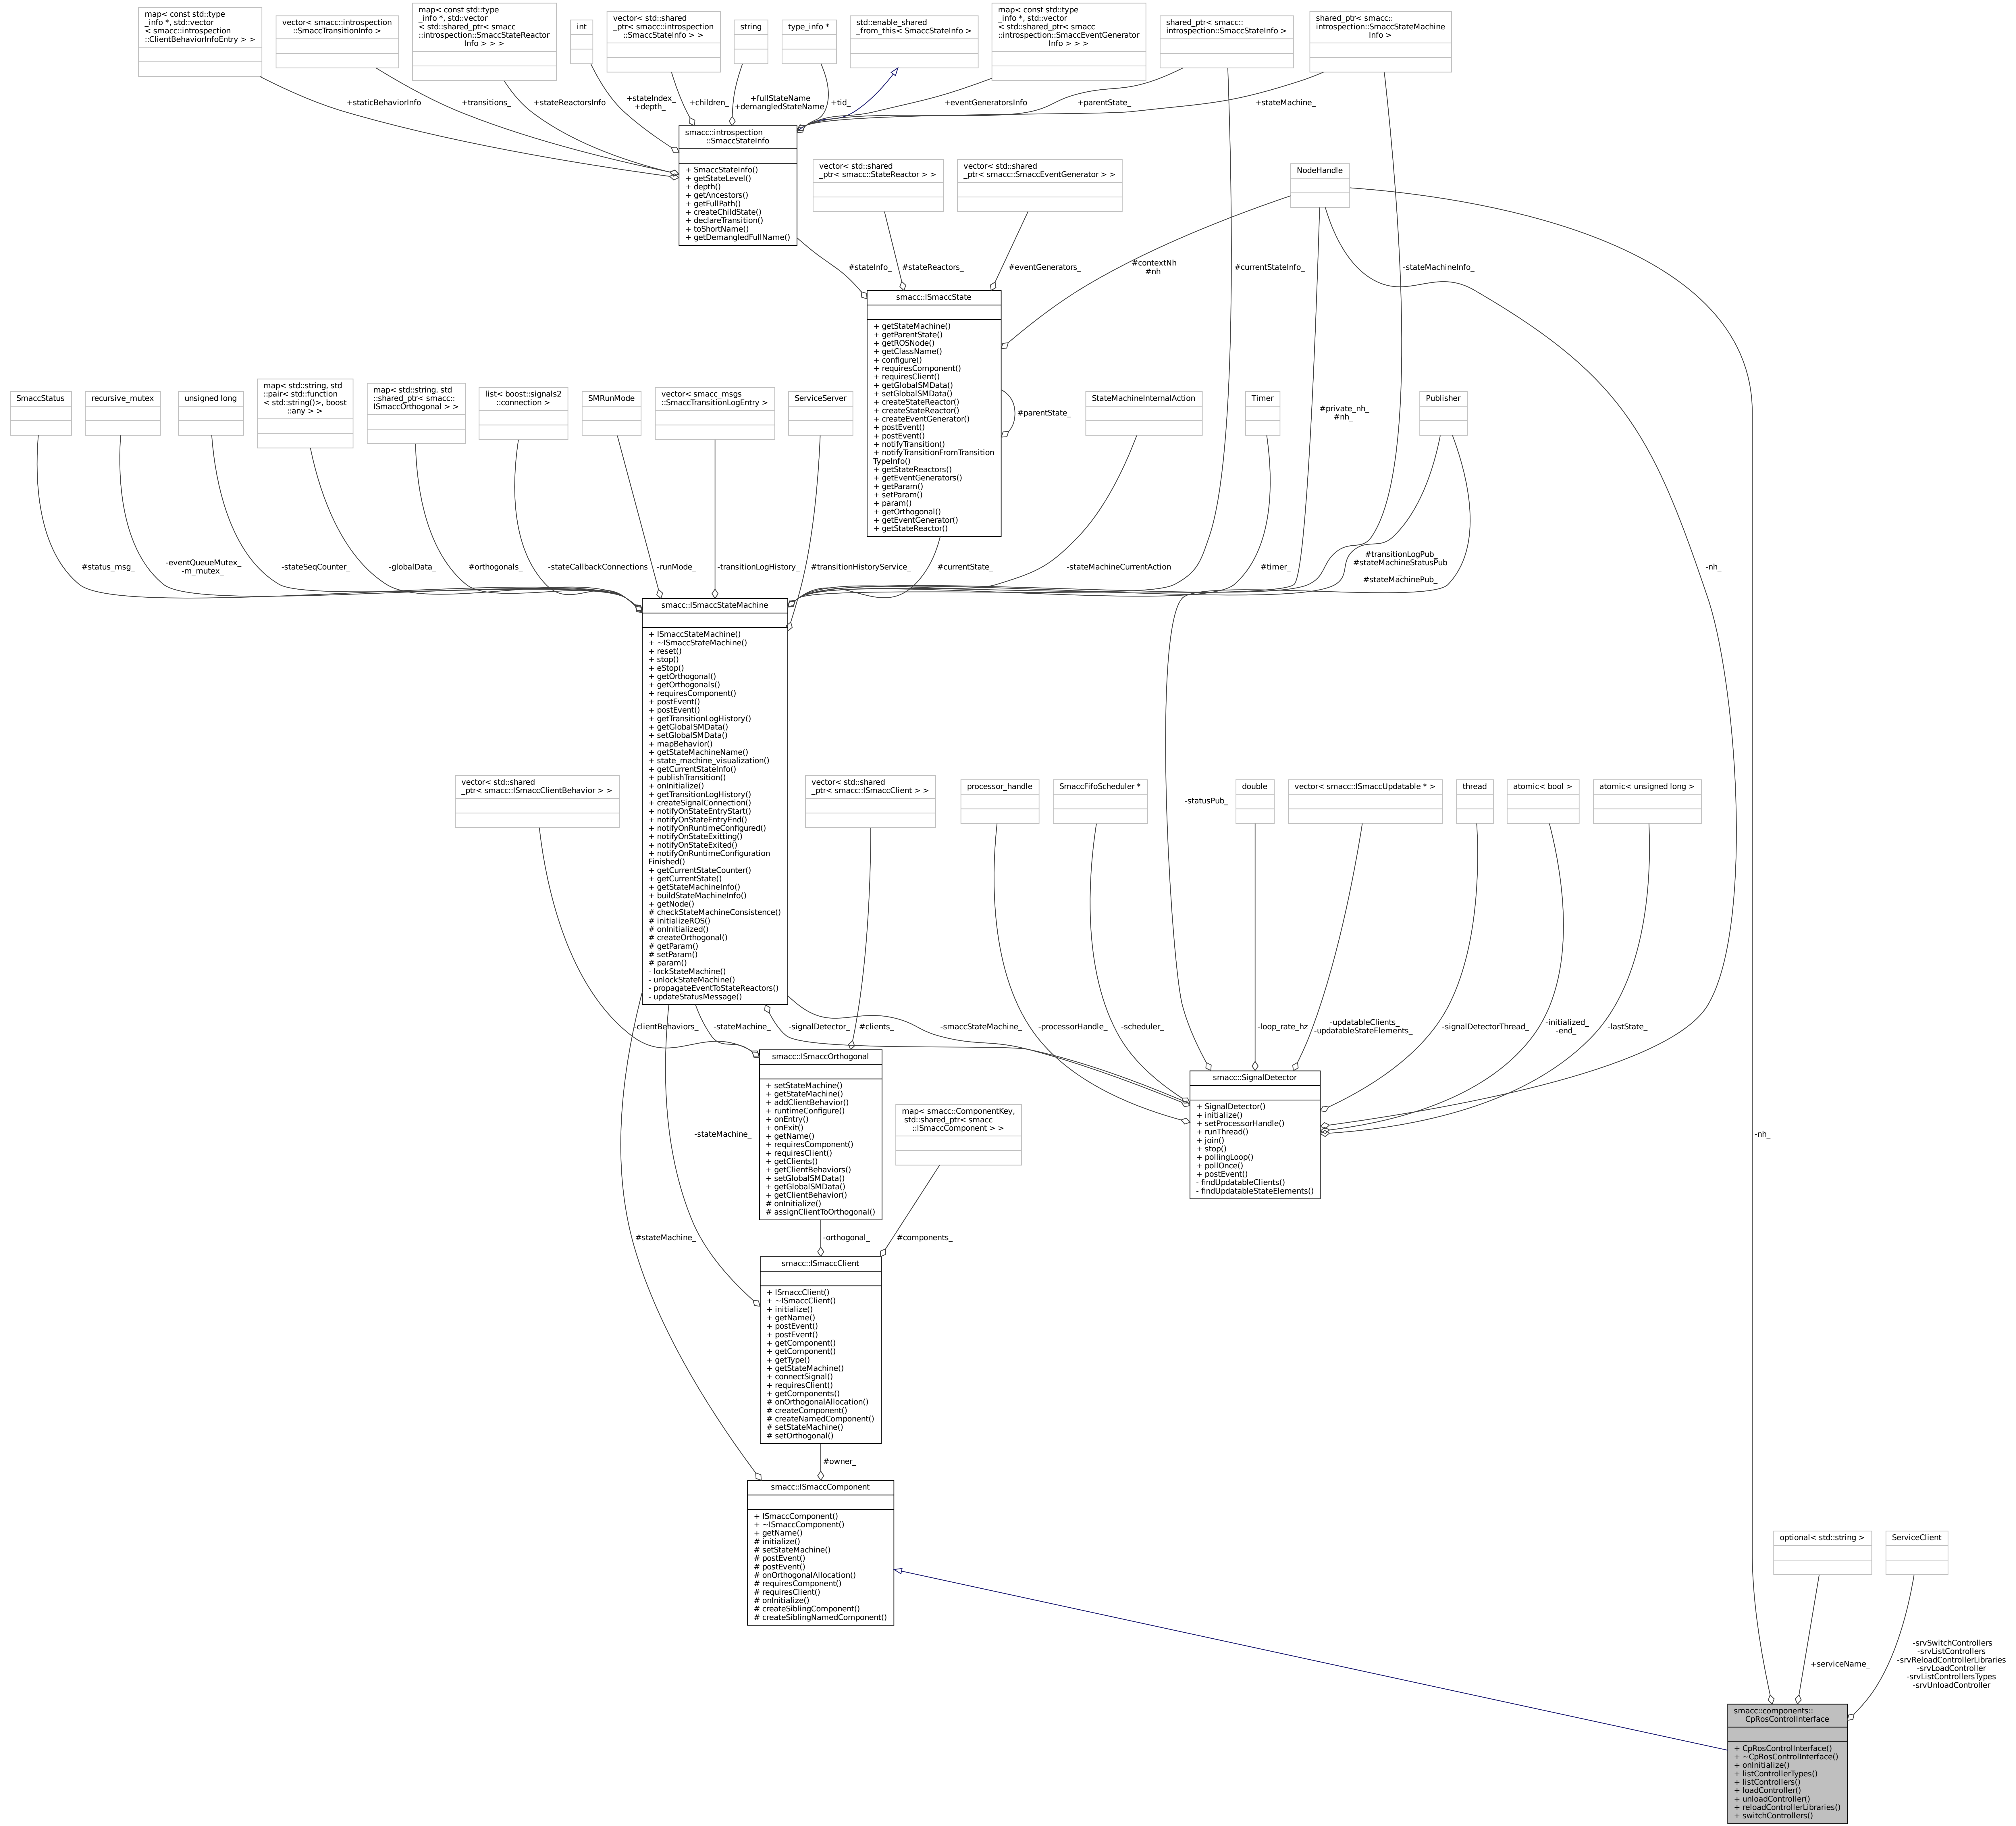 map< const std::type
_info *, std::vector
< smacc::introspection
::ClientBehaviorInfoEntry > >
vector< smacc::introspection
::SmaccTransitionInfo >
map< const std::type
_info *, std::vector
< std::shared_ptr< smacc
::introspection::SmaccStateReactor
Info > > >
int
vector< std::shared
_ptr< smacc::introspection
::SmaccStateInfo > >
string
type_info *
std::enable_shared
_from_this< SmaccStateInfo >
map< const std::type
_info *, std::vector
< std::shared_ptr< smacc
::introspection::SmaccEventGenerator
Info > > >
shared_ptr< smacc::
introspection::SmaccStateInfo >
shared_ptr< smacc::
introspection::SmaccStateMachine
Info >
+staticBehaviorInfo
+transitions_
+stateReactorsInfo
+stateIndex_
+depth_
+children_
+fullStateName
+demangledStateName
+tid_
+eventGeneratorsInfo
+parentState_
+stateMachine_
smacc::introspection
::SmaccStateInfo
+ SmaccStateInfo()
+ getStateLevel()
+ depth()
+ getAncestors()
+ getFullPath()
+ createChildState()
+ declareTransition()
+ toShortName()
+ getDemangledFullName()
vector< std::shared
_ptr< smacc::StateReactor > >
vector< std::shared
_ptr< smacc::SmaccEventGenerator > >
NodeHandle
#stateInfo_
#stateReactors_
#eventGenerators_
#contextNh
#nh
#currentStateInfo_
-stateMachineInfo_
smacc::ISmaccState
+ getStateMachine()
+ getParentState()
+ getROSNode()
+ getClassName()
+ configure()
+ requiresComponent()
+ requiresClient()
+ getGlobalSMData()
+ setGlobalSMData()
+ createStateReactor()
+ createStateReactor()
+ createEventGenerator()
+ postEvent()
+ postEvent()
+ notifyTransition()
+ notifyTransitionFromTransition
TypeInfo()
+ getStateReactors()
+ getEventGenerators()
+ getParam()
+ setParam()
+ param()
+ getOrthogonal()
+ getEventGenerator()
+ getStateReactor()
#parentState_
SmaccStatus
recursive_mutex
unsigned long
map< std::string, std
::pair< std::function
< std::string()>, boost
::any > >
map< std::string, std
::shared_ptr< smacc::
ISmaccOrthogonal > >
list< boost::signals2
::connection >
SMRunMode
vector< smacc_msgs
::SmaccTransitionLogEntry >
ServiceServer
StateMachineInternalAction
Timer
#private_nh_
#nh_
Publisher
#status_msg_
-eventQueueMutex_
-m_mutex_
-stateSeqCounter_
-globalData_
#orthogonals_
-stateCallbackConnections
-runMode_
-transitionLogHistory_
#transitionHistoryService_
#currentState_
-stateMachineCurrentAction
#timer_
#transitionLogPub_
#stateMachineStatusPub
_
#stateMachinePub_
-nh_
smacc::ISmaccStateMachine
+ ISmaccStateMachine()
+ ~ISmaccStateMachine()
+ reset()
+ stop()
+ eStop()
+ getOrthogonal()
+ getOrthogonals()
+ requiresComponent()
+ postEvent()
+ postEvent()
+ getTransitionLogHistory()
+ getGlobalSMData()
+ setGlobalSMData()
+ mapBehavior()
+ getStateMachineName()
+ state_machine_visualization()
+ getCurrentStateInfo()
+ publishTransition()
+ onInitialize()
+ getTransitionLogHistory()
+ createSignalConnection()
+ notifyOnStateEntryStart()
+ notifyOnStateEntryEnd()
+ notifyOnRuntimeConfigured()
+ notifyOnStateExitting()
+ notifyOnStateExited()
+ notifyOnRuntimeConfiguration
Finished()
+ getCurrentStateCounter()
+ getCurrentState()
+ getStateMachineInfo()
+ buildStateMachineInfo()
+ getNode()
# checkStateMachineConsistence()
# initializeROS()
# onInitialized()
# createOrthogonal()
# getParam()
# setParam()
# param()
- lockStateMachine()
- unlockStateMachine()
- propagateEventToStateReactors()
- updateStatusMessage()
vector< std::shared
_ptr< smacc::ISmaccClientBehavior > >
vector< std::shared
_ptr< smacc::ISmaccClient > >
processor_handle
SmaccFifoScheduler *
-statusPub_
double
vector< smacc::ISmaccUpdatable * >
thread
atomic< bool >
atomic< unsigned long >
-clientBehaviors_
-stateMachine_
-signalDetector_
#clients_
-smaccStateMachine_
-processorHandle_
-scheduler_
-loop_rate_hz
-updatableClients_
-updatableStateElements_
-signalDetectorThread_
-initialized_
-end_
-lastState_
smacc::ISmaccOrthogonal
+ setStateMachine()
+ getStateMachine()
+ addClientBehavior()
+ runtimeConfigure()
+ onEntry()
+ onExit()
+ getName()
+ requiresComponent()
+ requiresClient()
+ getClients()
+ getClientBehaviors()
+ setGlobalSMData()
+ getGlobalSMData()
+ getClientBehavior()
# onInitialize()
# assignClientToOrthogonal()
smacc::SignalDetector
+ SignalDetector()
+ initialize()
+ setProcessorHandle()
+ runThread()
+ join()
+ stop()
+ pollingLoop()
+ pollOnce()
+ postEvent()
- findUpdatableClients()
- findUpdatableStateElements()
map< smacc::ComponentKey,
std::shared_ptr< smacc
::ISmaccComponent > >
-stateMachine_
-nh_
#stateMachine_
-orthogonal_
#components_
smacc::ISmaccClient
+ ISmaccClient()
+ ~ISmaccClient()
+ initialize()
+ getName()
+ postEvent()
+ postEvent()
+ getComponent()
+ getComponent()
+ getType()
+ getStateMachine()
+ connectSignal()
+ requiresClient()
+ getComponents()
# onOrthogonalAllocation()
# createComponent()
# createNamedComponent()
# setStateMachine()
# setOrthogonal()
#owner_
smacc::ISmaccComponent
+ ISmaccComponent()
+ ~ISmaccComponent()
+ getName()
# initialize()
# setStateMachine()
# postEvent()
# postEvent()
# onOrthogonalAllocation()
# requiresComponent()
# requiresClient()
# onInitialize()
# createSiblingComponent()
# createSiblingNamedComponent()
optional< std::string >
ServiceClient
+serviceName_
-srvSwitchControllers
-srvListControllers
-srvReloadControllerLibraries
-srvLoadController
-srvListControllersTypes
-srvUnloadController
smacc::components::
CpRosControlInterface
+ CpRosControlInterface()
+ ~CpRosControlInterface()
+ onInitialize()
+ listControllerTypes()
+ listControllers()
+ loadController()
+ unloadController()
+ reloadControllerLibraries()
+ switchControllers()